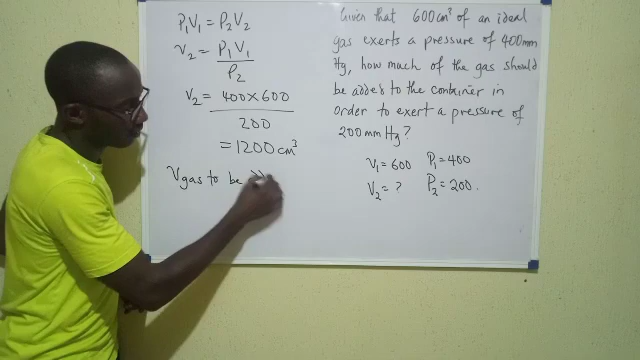 P₁V₁ = P₂V₂
V₂ = P₁V₁
P₂
V₂ = 400×600
200
= 1200 cm³
Vgas to be
Given that 600cm³ of an ideal
gas exerts a pressure of 400mm
Hg, how much of the gas should
be added to the container in
order to exert a pressure of
200mm Hg?
V₁ = 600 P₁ = 400
V₂ = ? P₂ = 200.